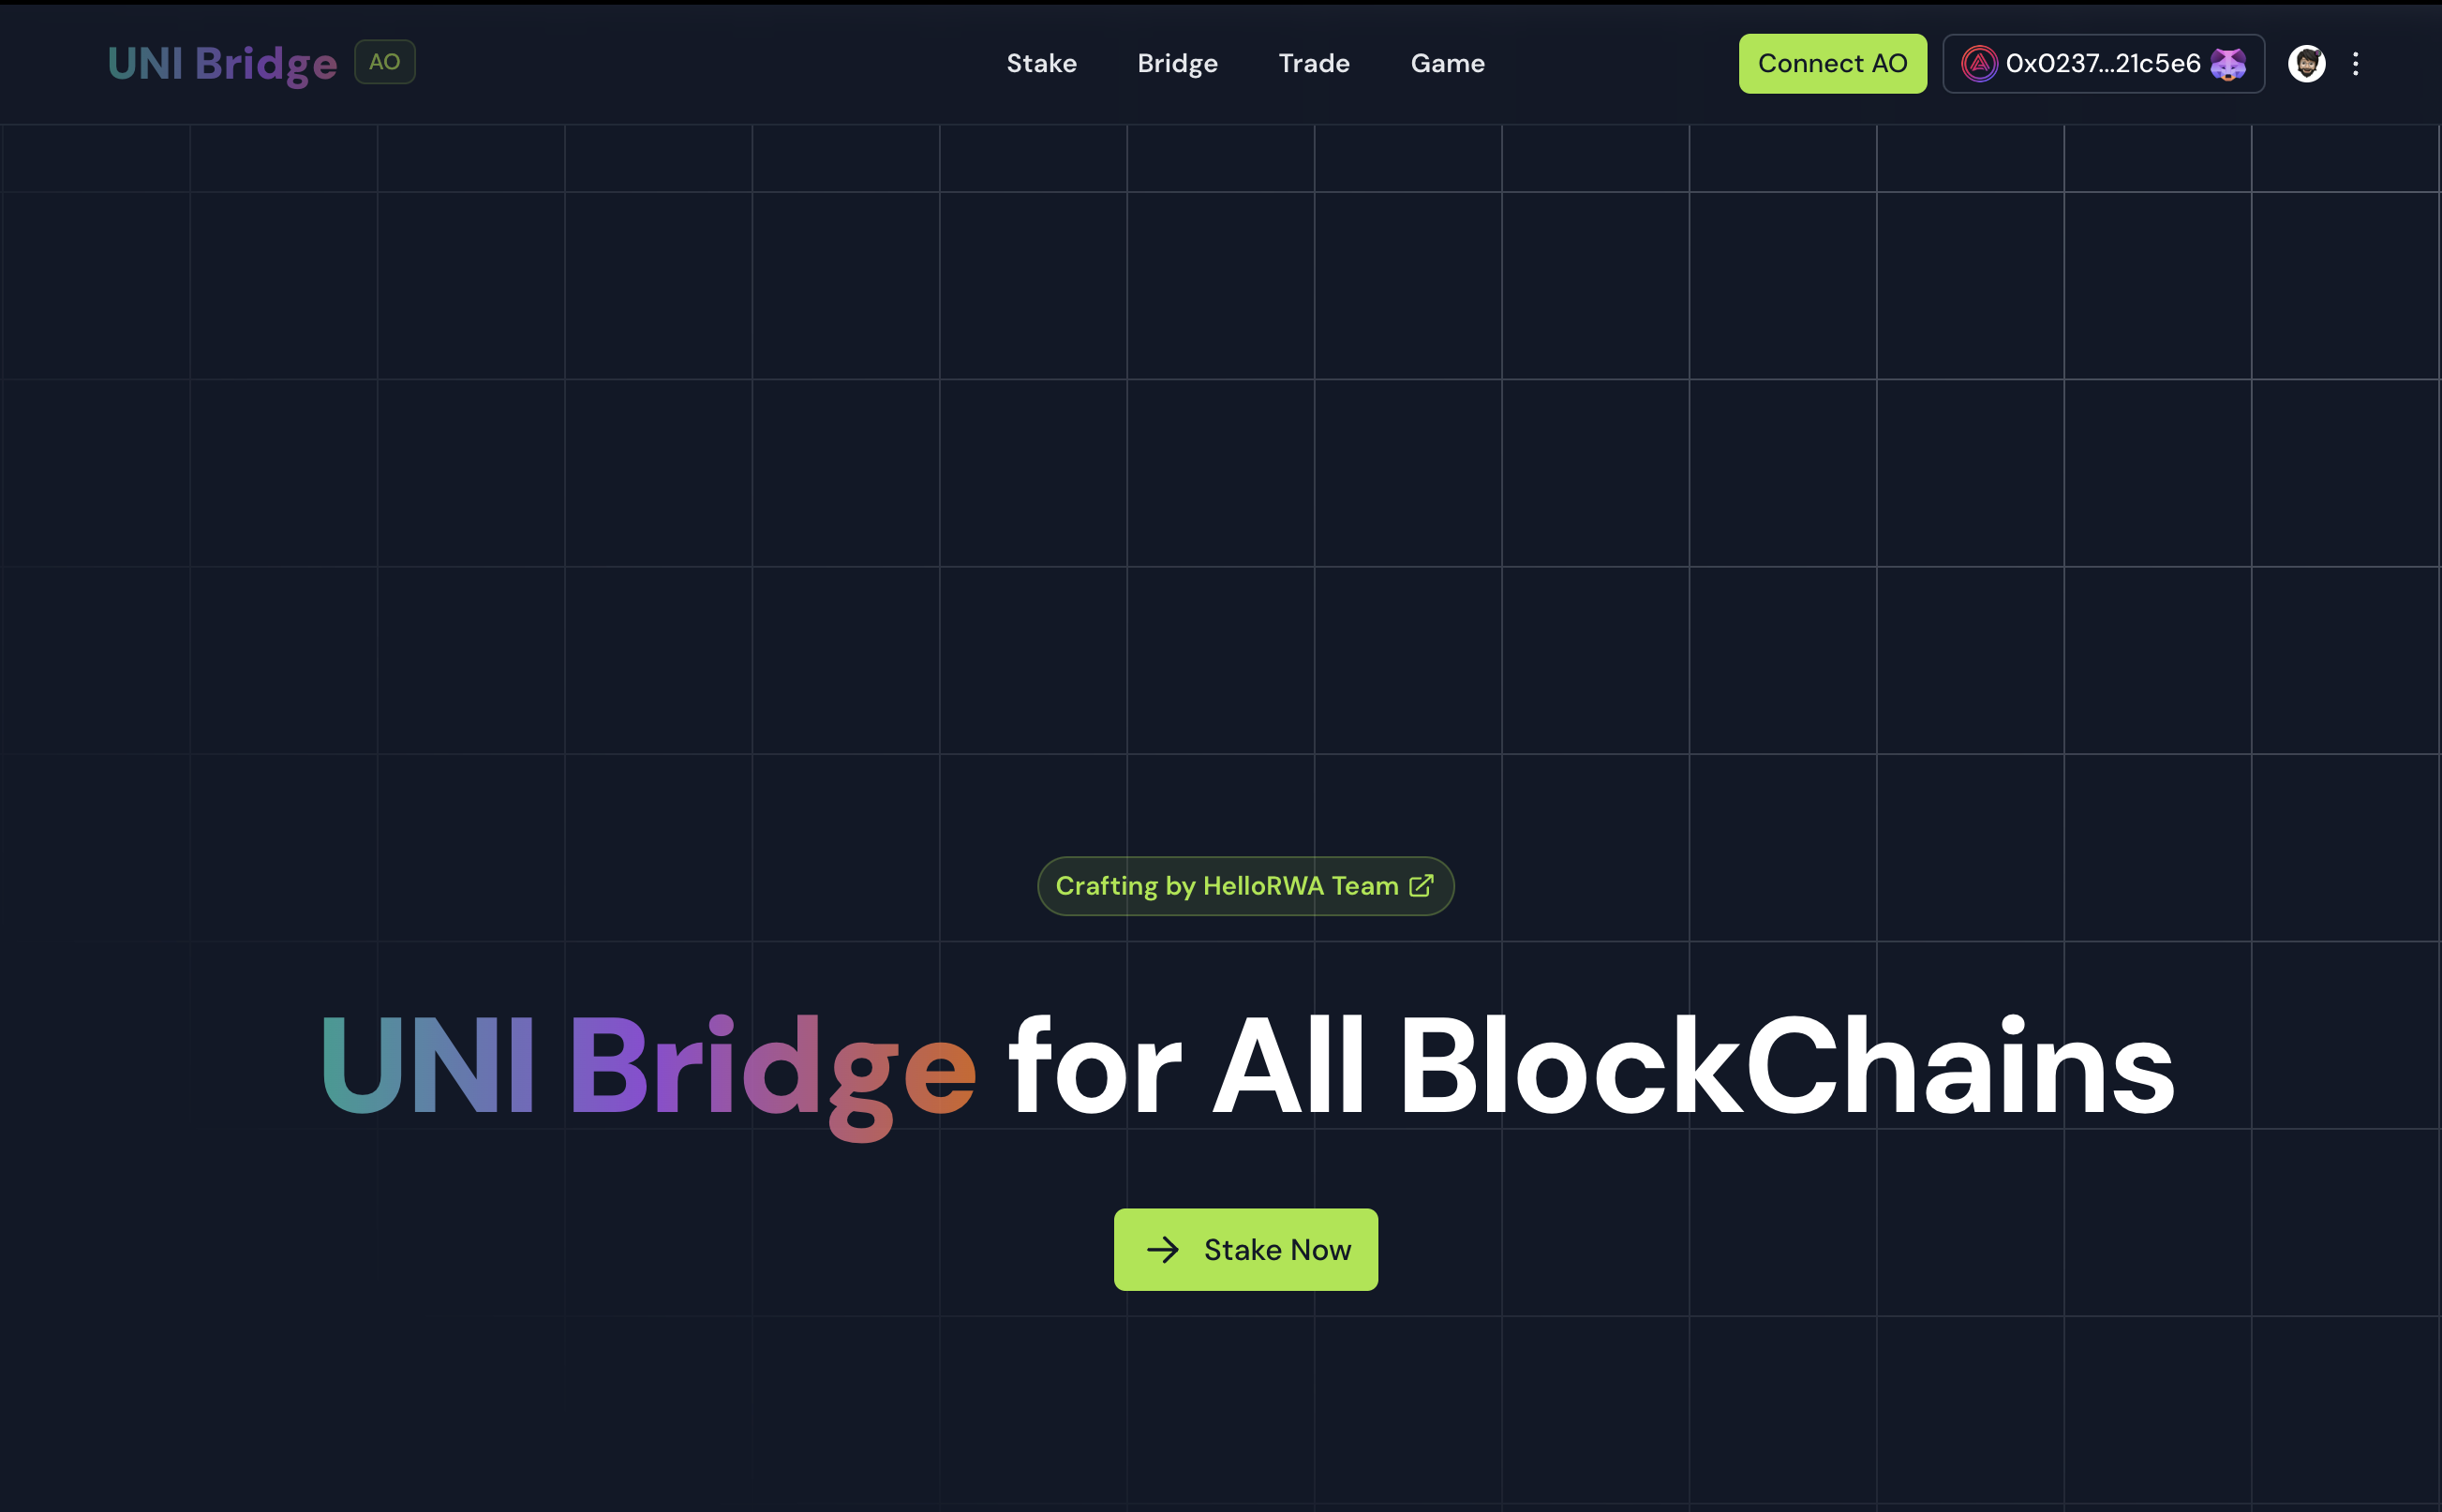 UNI Bridge AO Stake Bridge Trade Game Connect AO 0x0237...21c5e6
Crafting by HelloRWA Team
UNI Bridge for All BlockChains
Stake Now